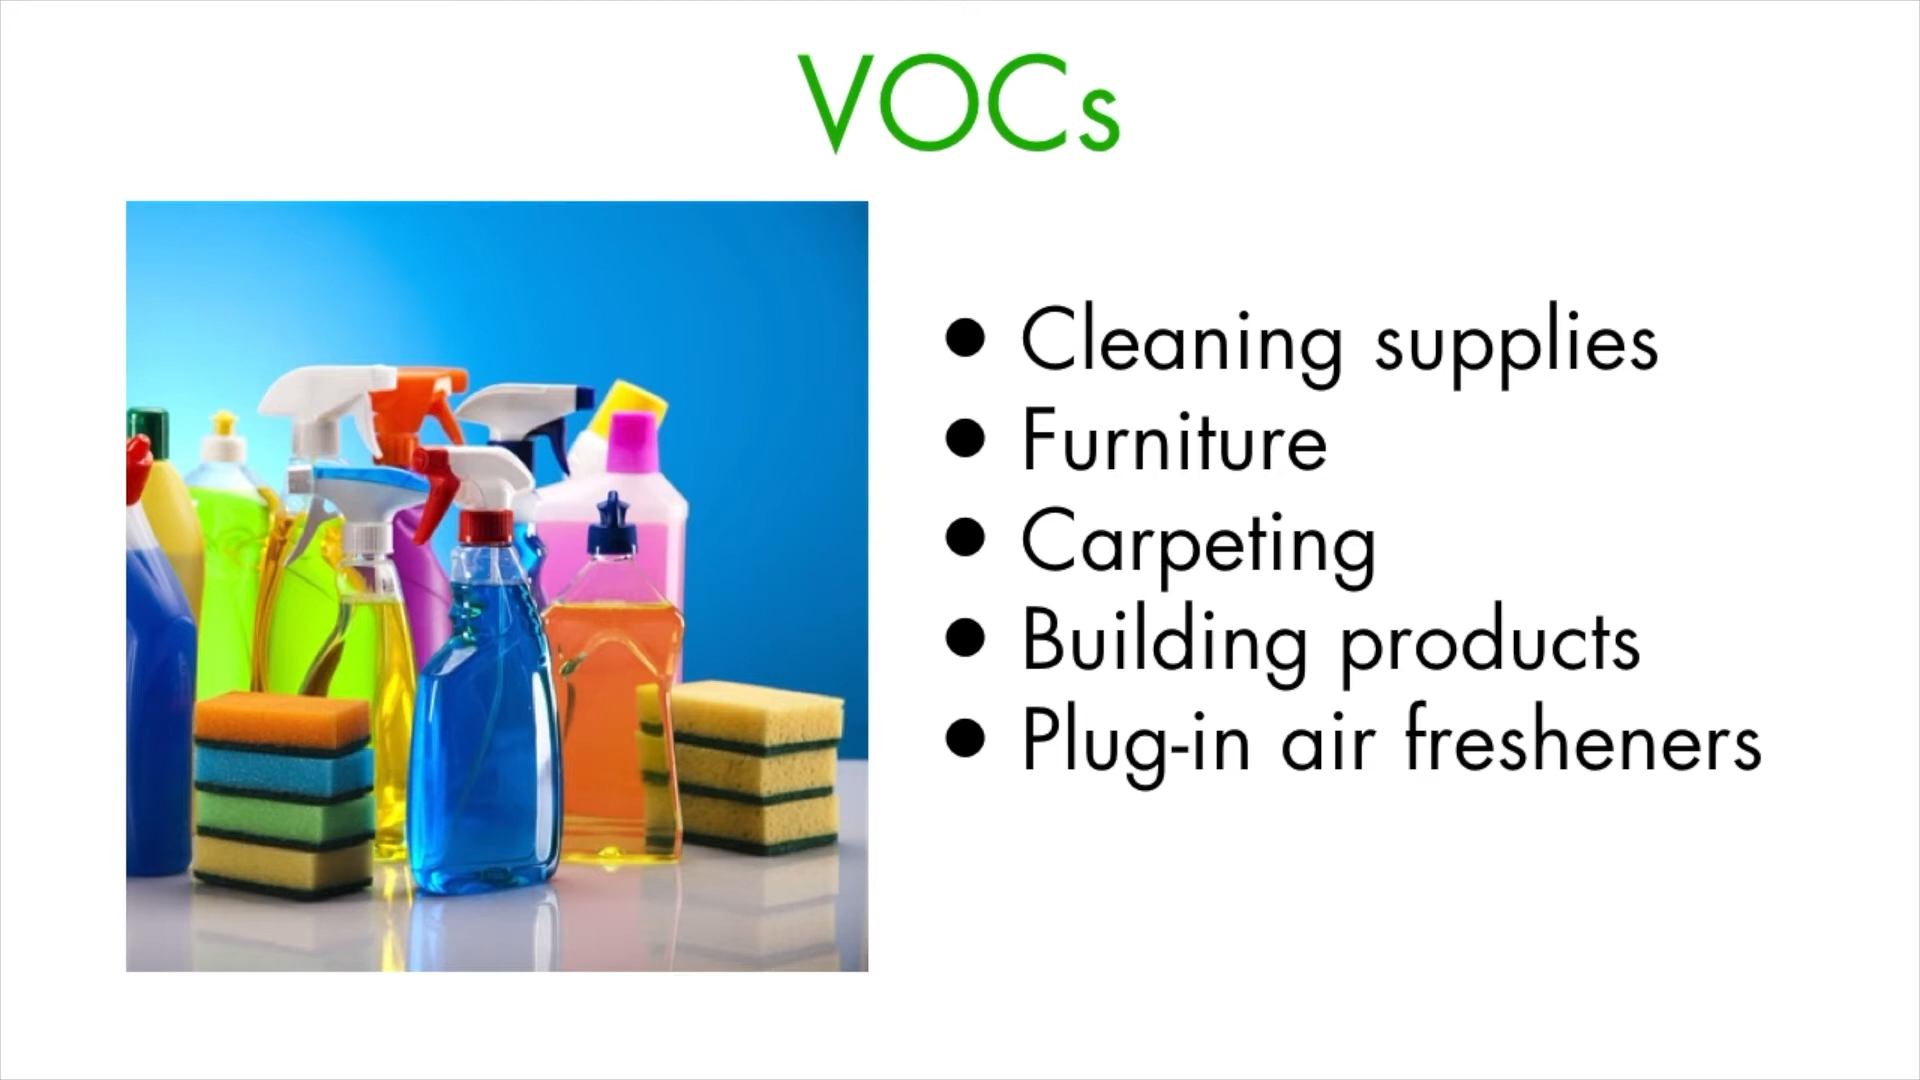 VOCs
• Cleaning supplies
• Furniture
• Carpeting
• Building products
• Plug-in air fresheners